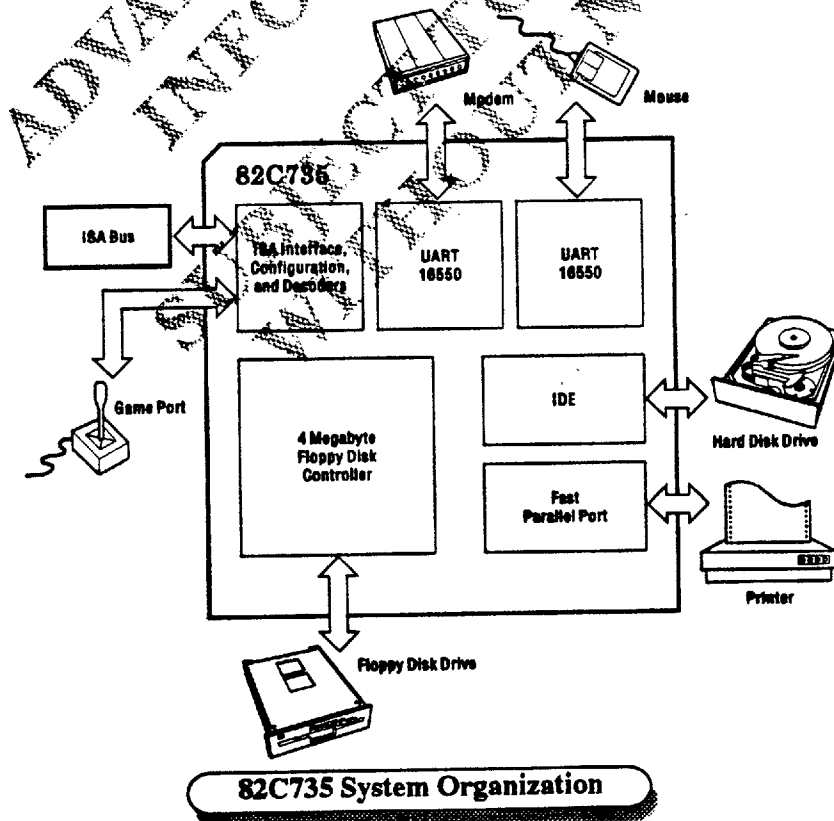 Modem
Mouse
82C735
ISA Bus
ISA Interface,
Configuration,
and Decoders
UART
16550
UART
16550
Game Port
4 Megabyte
Floppy Disk
Controller
IDE
Hard Disk Drive
Fast
Parallel Port
Printer
Floppy Disk Drive
82C735 System Organization